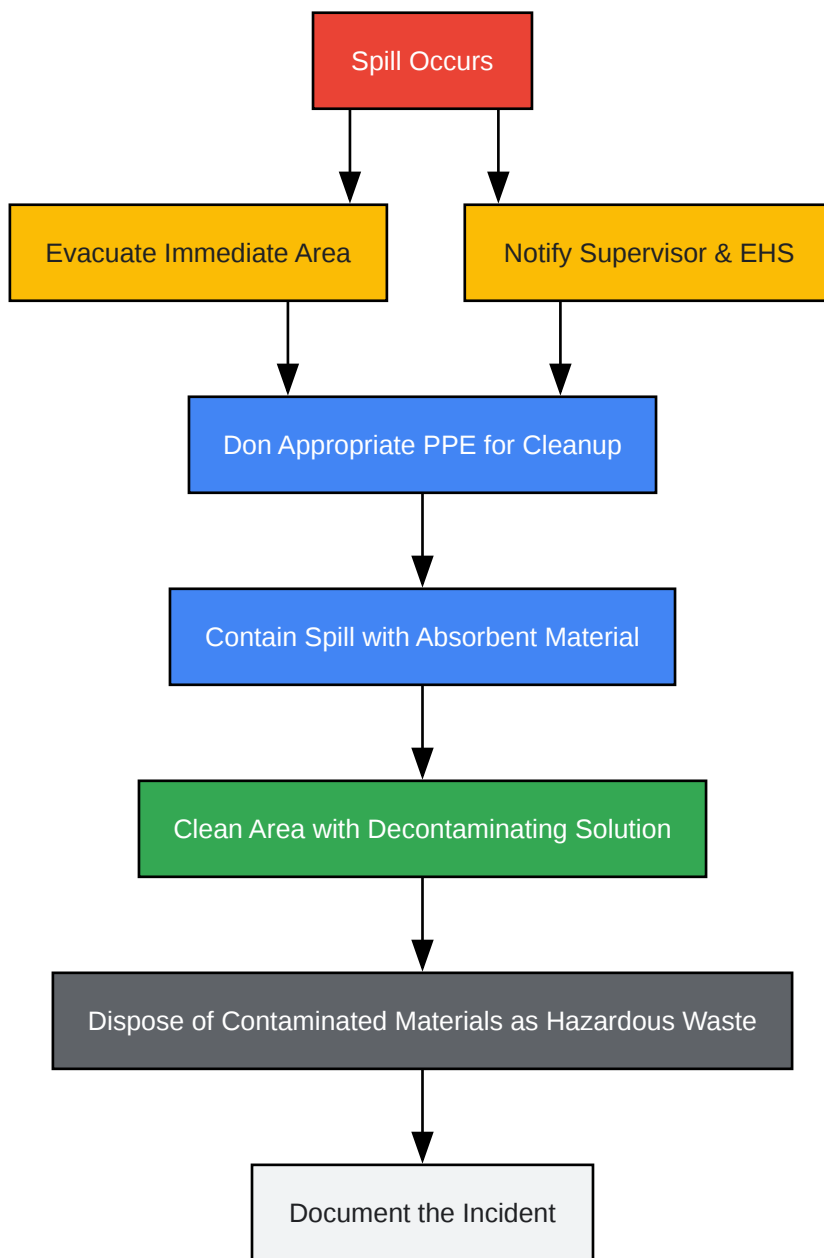 Spill Occurs
Evacuate Immediate Area
Notify Supervisor & EHS
Don Appropriate PPE for Cleanup
Contain Spill with Absorbent Material
Clean Area with Decontaminating Solution
Dispose of Contaminated Materials as Hazardous Waste
Document the Incident